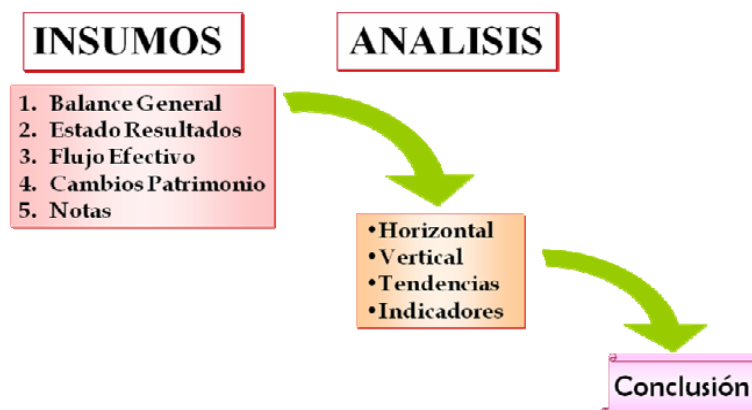 INSUMOS
ANALISIS
1. Balance General
2. Estado Resultados
3. Flujo Efectivo
4. Cambios Patrimonio
5. Notas
•Horizontal
•Vertical
•Tendencias
•Indicadores
Conclusión